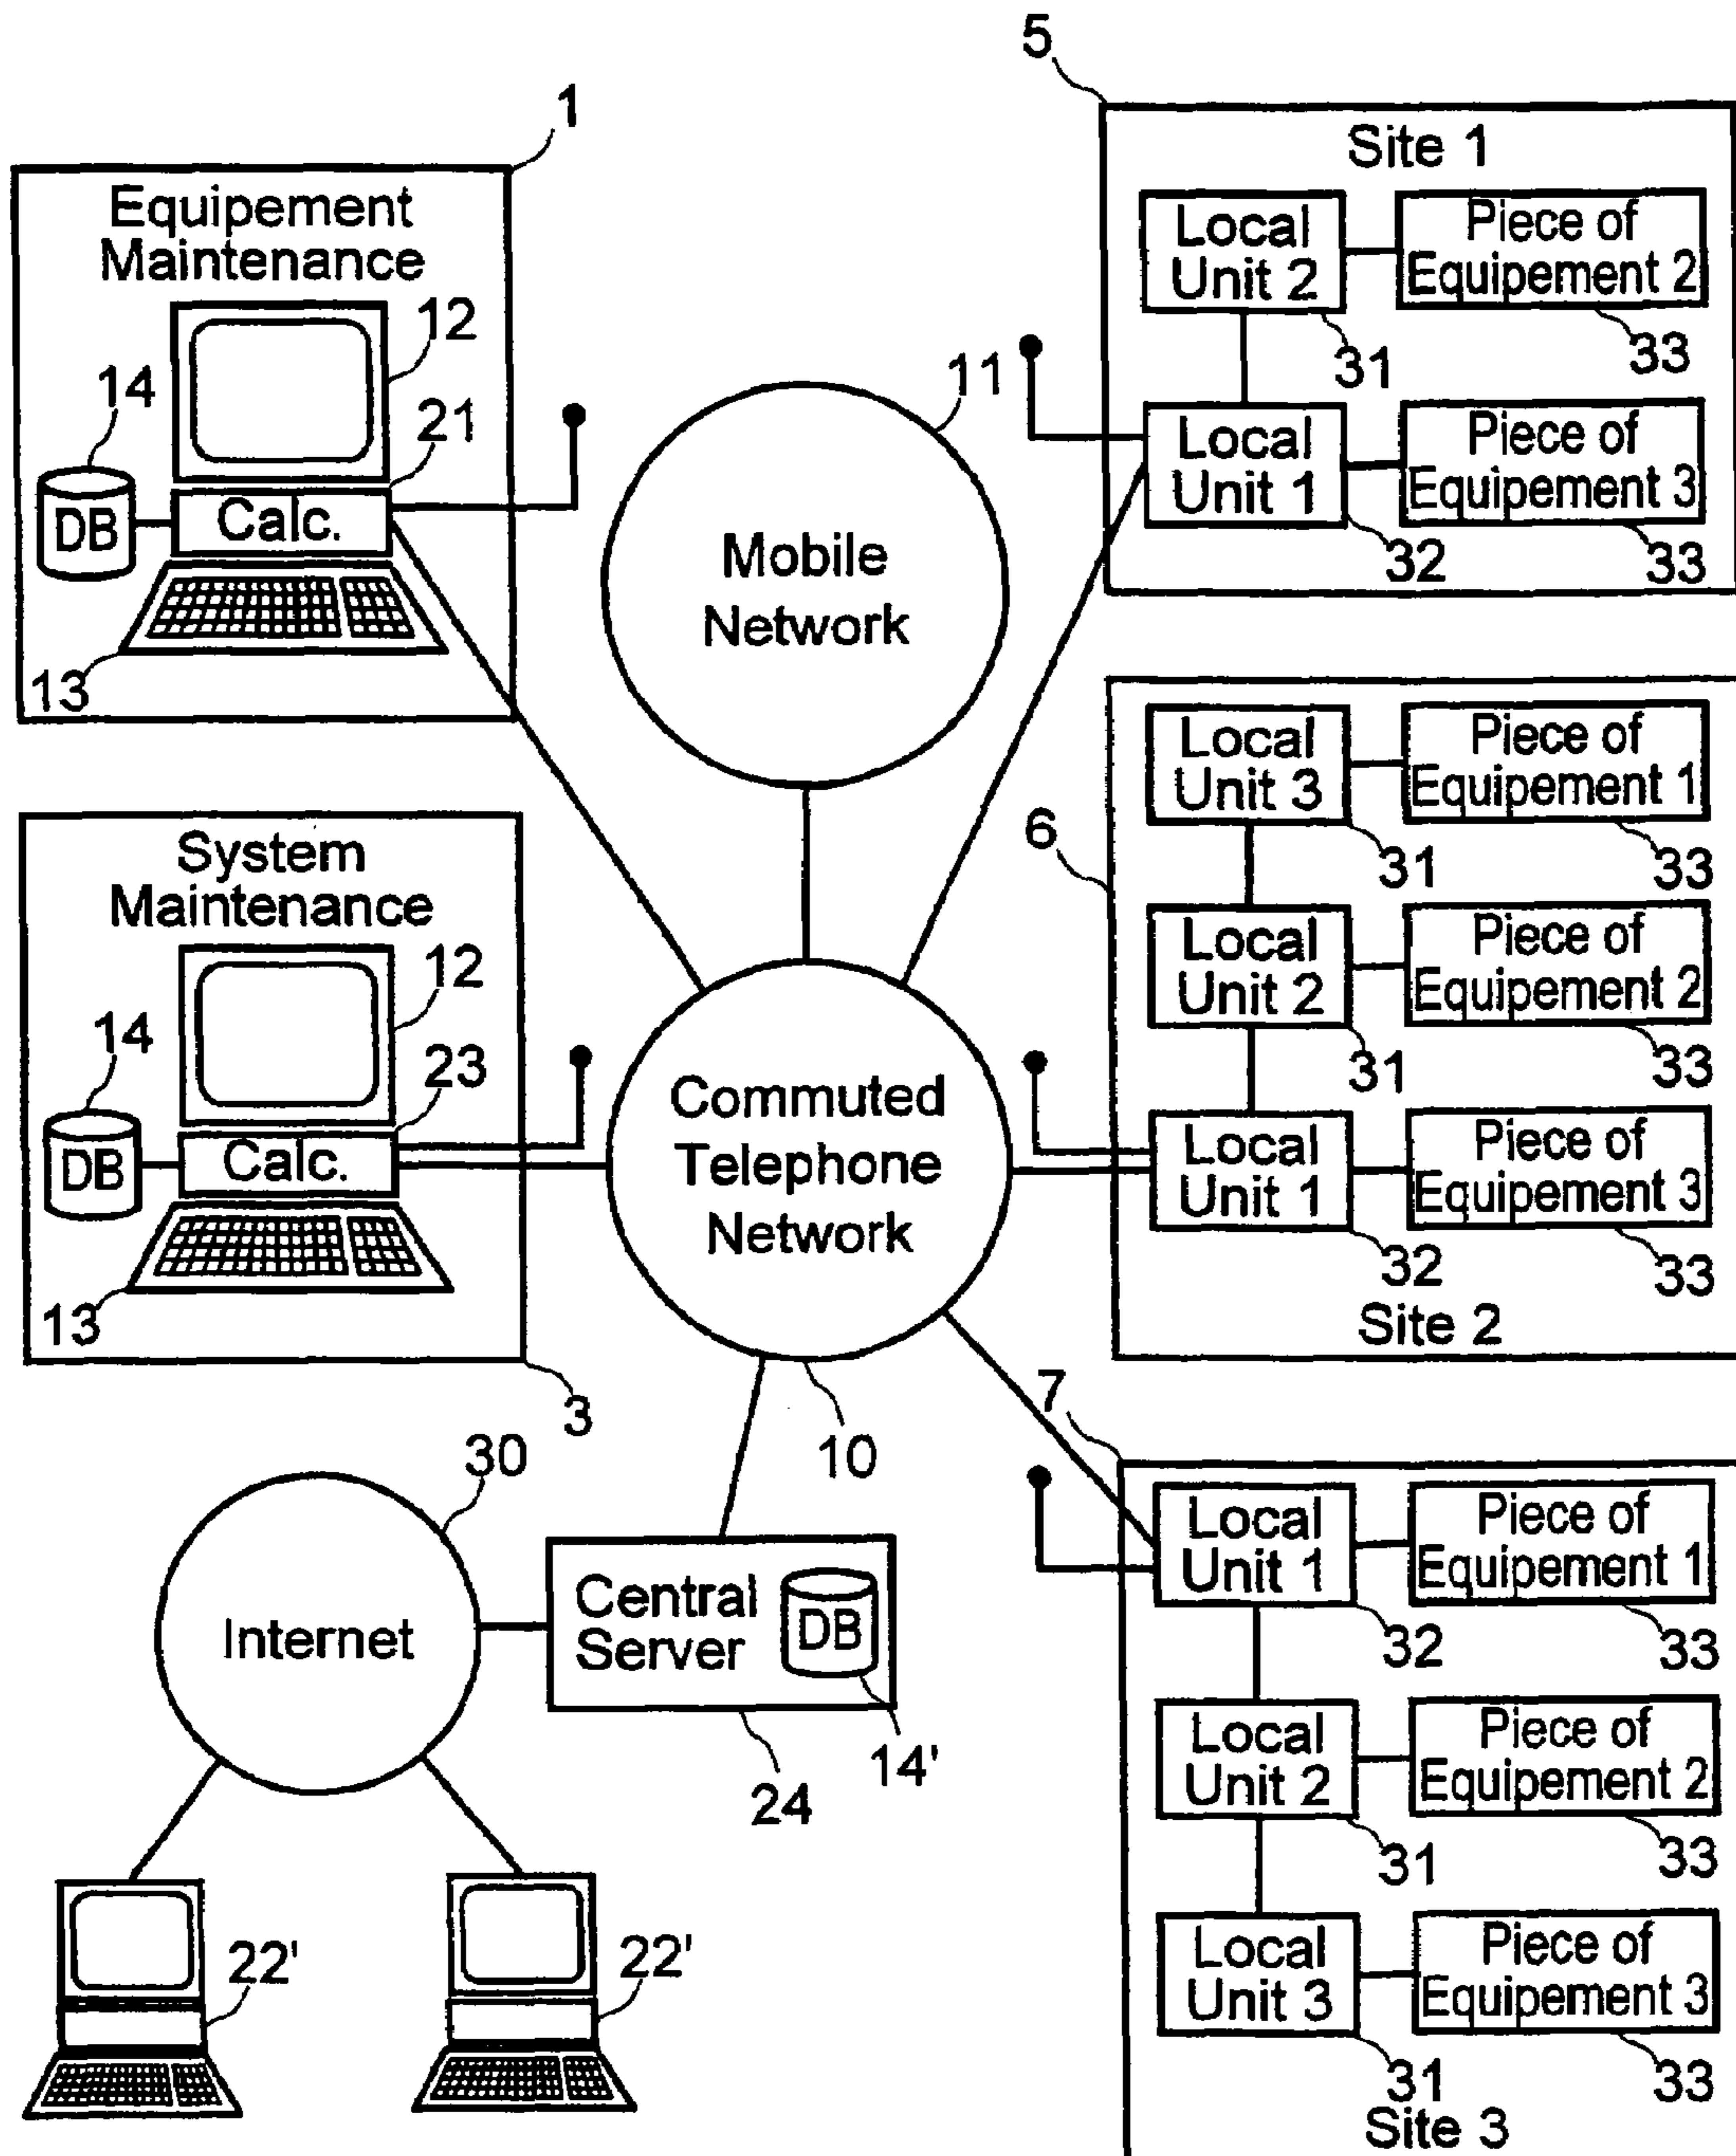 1
Equipement
Maintenance
12
14
21
DB
Calc.
13
11
Mobile
Network
5
Site 1
Local
Unit 2
Piece of
Equipement 2
31
33
Local
Unit 1
Piece of
Equipement 3
32
33
System
Maintenance
12
14
23
DB
Calc.
13
3
Commuted
Telephone
Network
10
6
Local
Unit 3
Piece of
Equipement 1
31
33
Local
Unit 2
Piece of
Equipement 2
31
33
Local
Unit 1
Piece of
Equipement 3
32
33
Site 2
30
Internet
Central
Server
DB
14'
24
22'
22'
7
Local
Unit 1
Piece of
Equipement 1
32
33
Local
Unit 2
Piece of
Equipement 2
31
33
Local
Unit 3
Piece of
Equipement 3
31
33
Site 3